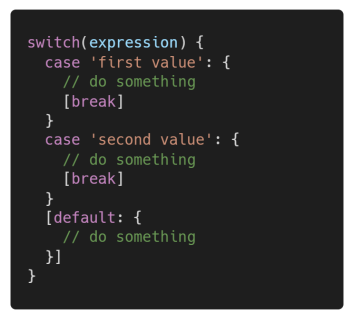 switch(expression) {
  case 'first value': {
    // do something
    [break]
  }
  case 'second value': {
    // do something
    [break]
  }
  [default: {
    // do something
  }]
}